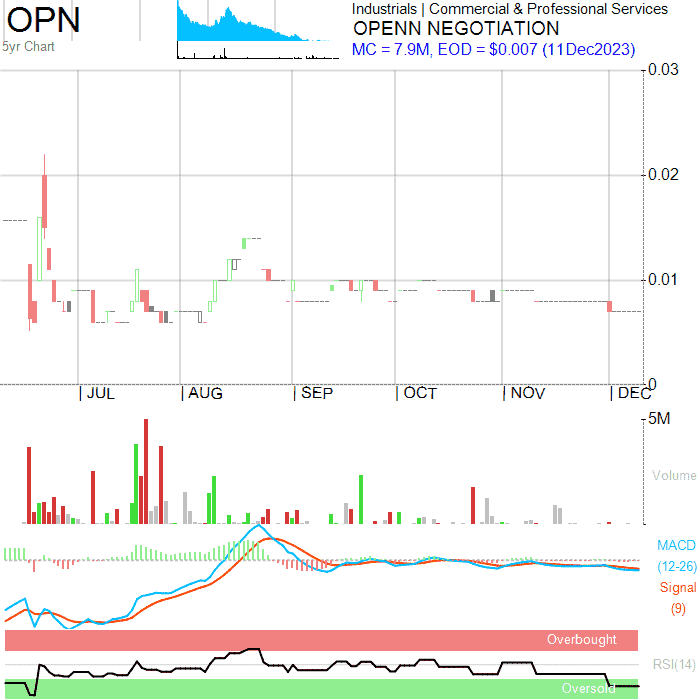 OPN
5yr Chart
Industrials | Commercial & Professional Services
OPENN NEGOTIATION
MC = 7.9M, EOD = $0.007 (11Dec2023)
0.03
0.02
0.01
0
| JUL | AUG | SEP | OCT | NOV | DEC
5M
Volume
MACD
(12-26)
Signal
(9)
Overbought
RSI(14)
Oversold